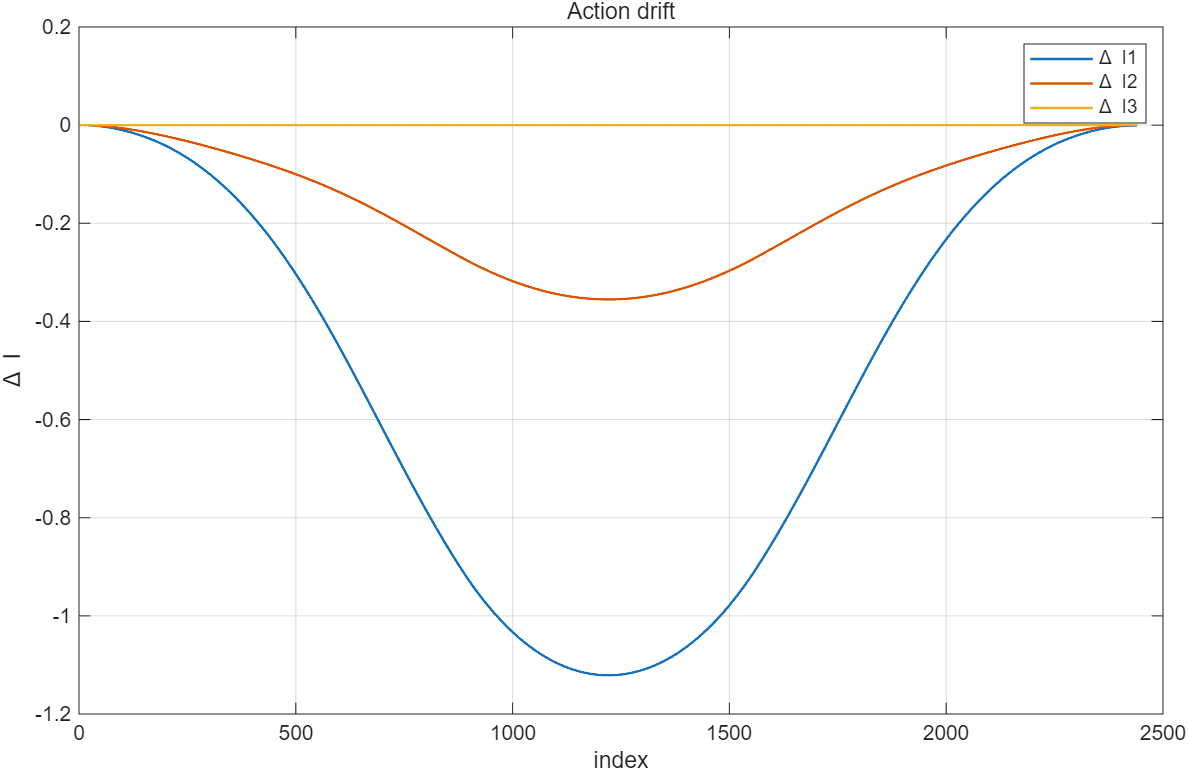 Action drift
0.2
0
-0.2
-0.4
-0.6
-0.8
-1
-1.2
Δ I
Δ I1
Δ I2
Δ I3
0
500
1000
1500
2000
2500
index